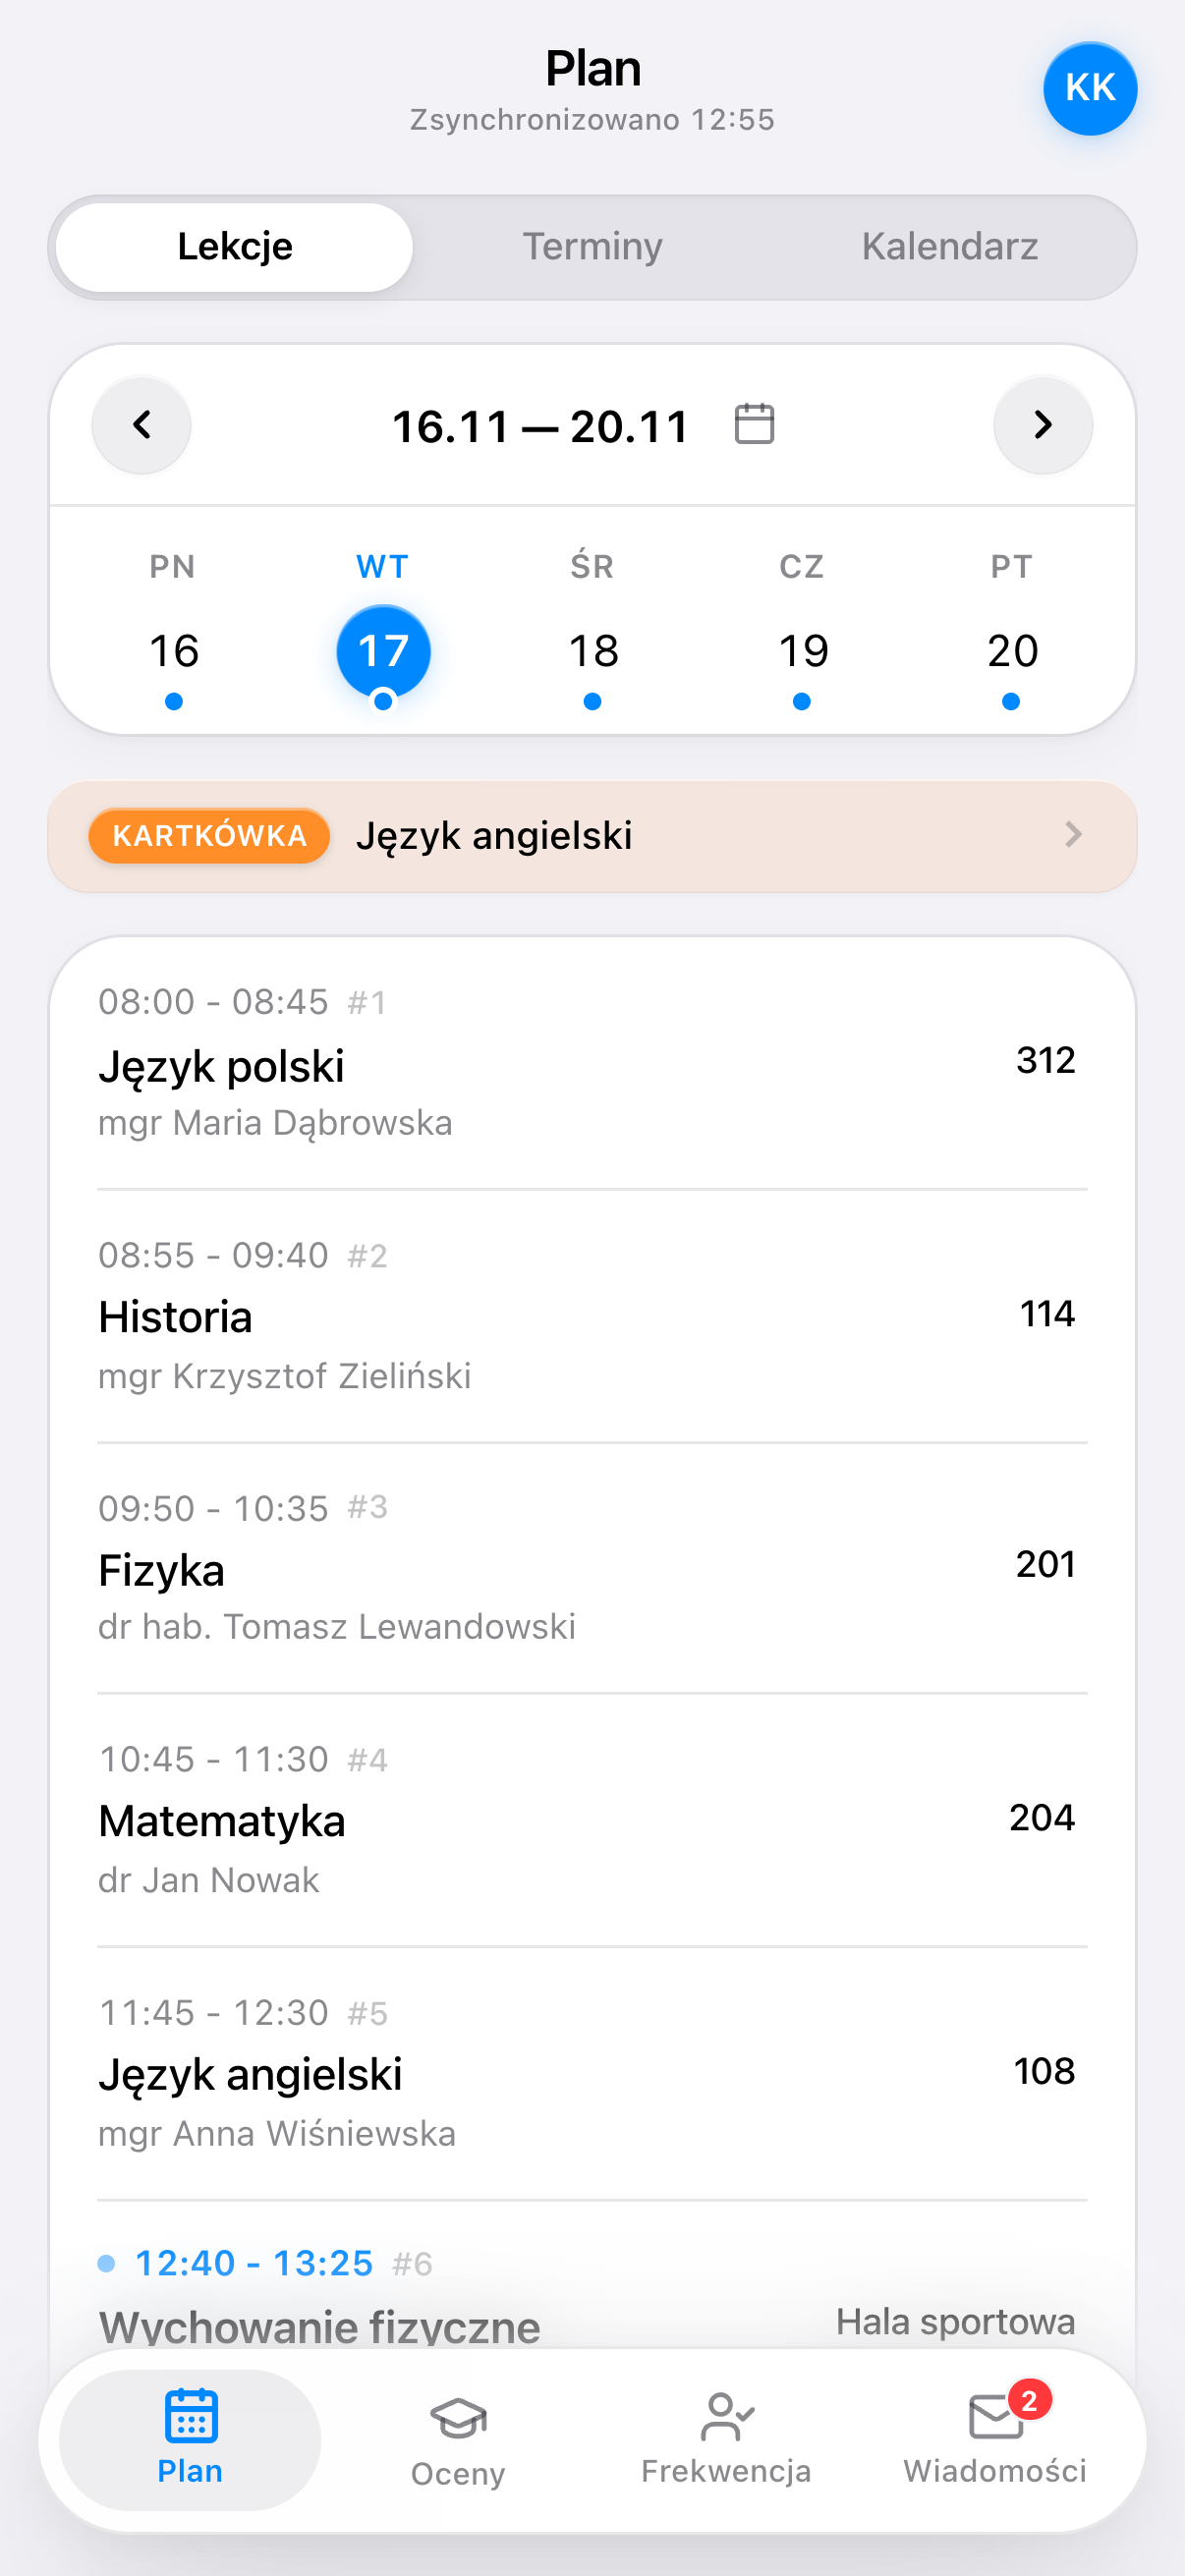 Plan
Zsynchronizowano 12:55
KK
Lekcje Terminy Kalendarz
16.11 — 20.11
PN WT ŚR CZ PT
16 17 18 19 20
KARTKÓWKA Język angielski
08:00 - 08:45 #1
Język polski 312
mgr Maria Dąbrowska
08:55 - 09:40 #2
Historia 114
mgr Krzysztof Zieliński
09:50 - 10:35 #3
Fizyka 201
dr hab. Tomasz Lewandowski
10:45 - 11:30 #4
Matematyka 204
dr Jan Nowak
11:45 - 12:30 #5
Język angielski 108
mgr Anna Wiśniewska
12:40 - 13:25 #6
Wychowanie fizyczne Hala sportowa
2
Plan Oceny Frekwencja Wiadomości